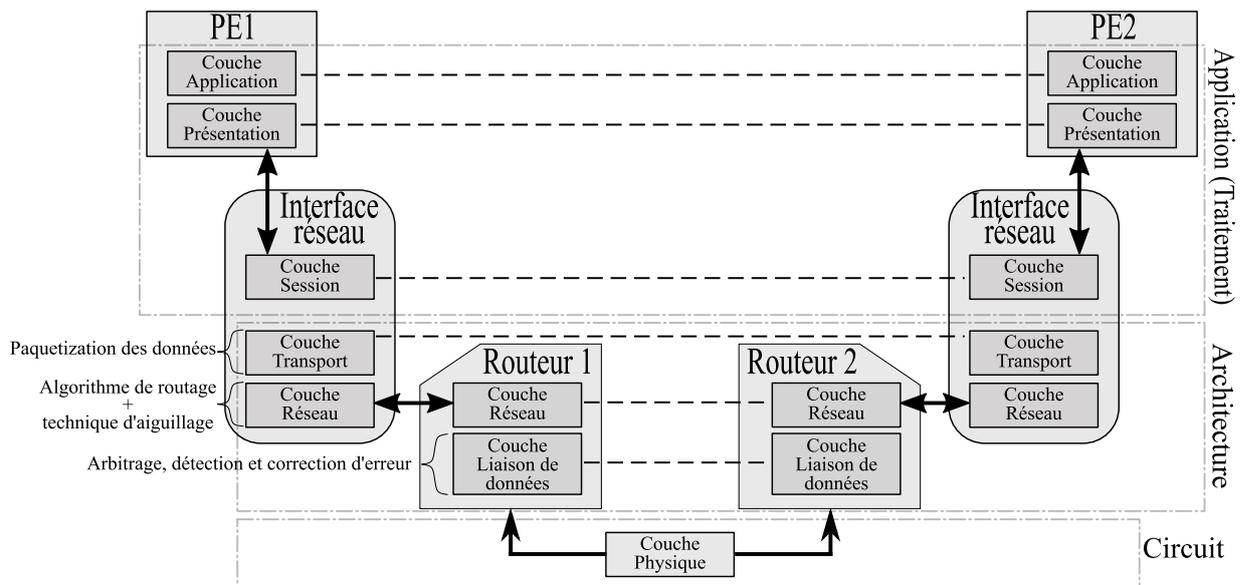 PE1
Couche
Application
Couche
Présentation
PE2
Couche
Application
Couche
Présentation
Application (Traitement)
Interface
réseau
Couche
Session
Interface
réseau
Couche
Session
Paquetization des données
Couche
Transport
Couche
Transport
Algorithme de routage
+
technique d'aiguillage
Couche
Réseau
Routeur 1
Couche
Réseau
Routeur 2
Couche
Réseau
Couche
Réseau
Architecture
Arbitrage, détection et correction d'erreur
Couche
Liaison de
données
Couche
Liaison de
données
Couche
Physique
Circuit